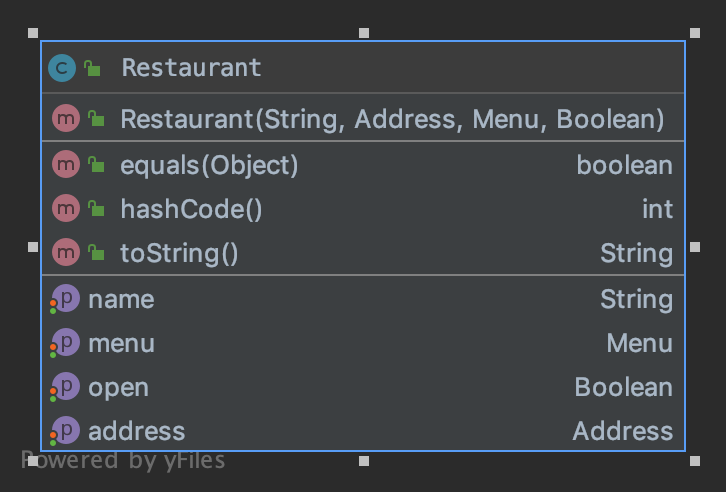 C Restaurant
m Restaurant(String, Address, Menu, Boolean)
m equals(Object) boolean
m hashCode() int
m toString() String
p name String
p menu Menu
p open Boolean
p address Address
Powered by yFiles